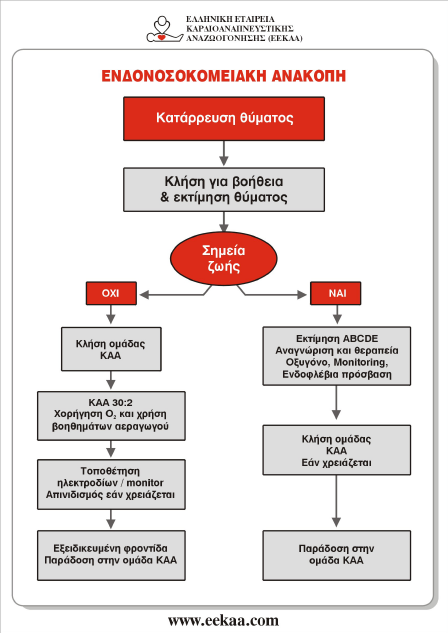 ΕΛΛΗΝΙΚΗ ΕΤΑΙΡΕΙΑ
ΚΑΡΔΙΟΑΝΑΠΝΕΥΣΤΙΚΗΣ
ΑΝΑΖΩΟΓΟΝΗΣΗΣ (ΕΕΚΑΑ)
ΕΝΔΟΝΟΣΟΚΟΜΕΙΑΚΗ ΑΝΑΚΟΠΗ
Κατάρρευση θύματος
Κλήση για βοήθεια
& εκτίμηση θύματος
Σημεία
ζωής
ΟΧΙ
ΝΑΙ
Κλήση ομάδας
ΚΑΑ
ΚΑΑ 30:2
Χορήγηση O₂ και χρήση
βοηθημάτων αεραγωγού
Τοποθέτηση
ηλεκτροδίων / monitor
Απινιδισμός εάν χρειάζεται
Εξειδικευμένη φροντίδα
Παράδοση στην ομάδα ΚΑΑ
Εκτίμηση ABCDE
Αναγνώριση και θεραπεία
Οξυγόνο, Monitoring,
Ενδοφλέβια πρόσβαση
Κλήση ομάδας
ΚΑΑ
Εάν χρειάζεται
Παράδοση στην
ομάδα ΚΑΑ
www.eekaa.com